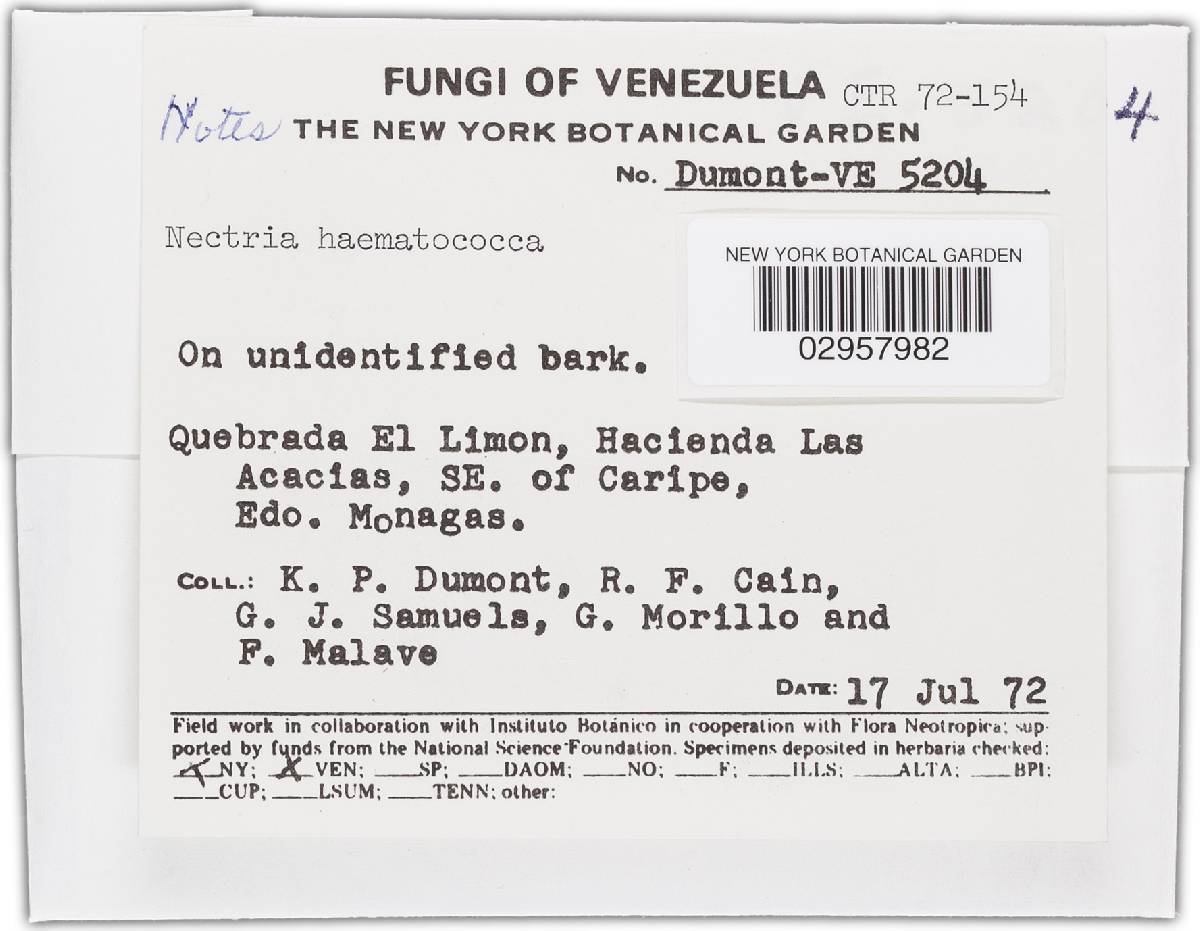 FUNGI OF VENEZUELA CTR 72-154
Notes THE NEW YORK BOTANICAL GARDEN 4
No. Dumont-VE 5204
Nectria haematococca
NEW YORK BOTANICAL GARDEN
02957982
On unidentified bark.
Quebrada El Limon, Hacienda Las
Acacias, SE. of Caripe,
Edo. Monagas.
COLL.: K. P. Dumont, R. F. Cain,
G. J. Samuels, G. Morillo and
F. Malave
DATE: 17 Jul 72
Field work in collaboration with Instituto Botánico in cooperation with Flora Neotropica; sup-
ported by funds from the National Science Foundation. Specimens deposited in herbaria checked:
X NY; X VEN; ___SP; ___DAOM; ___NO; ___F; ___ILLS; ___ALTA; ___BPI;
___CUP; ___LSUM; ___TENN; other: